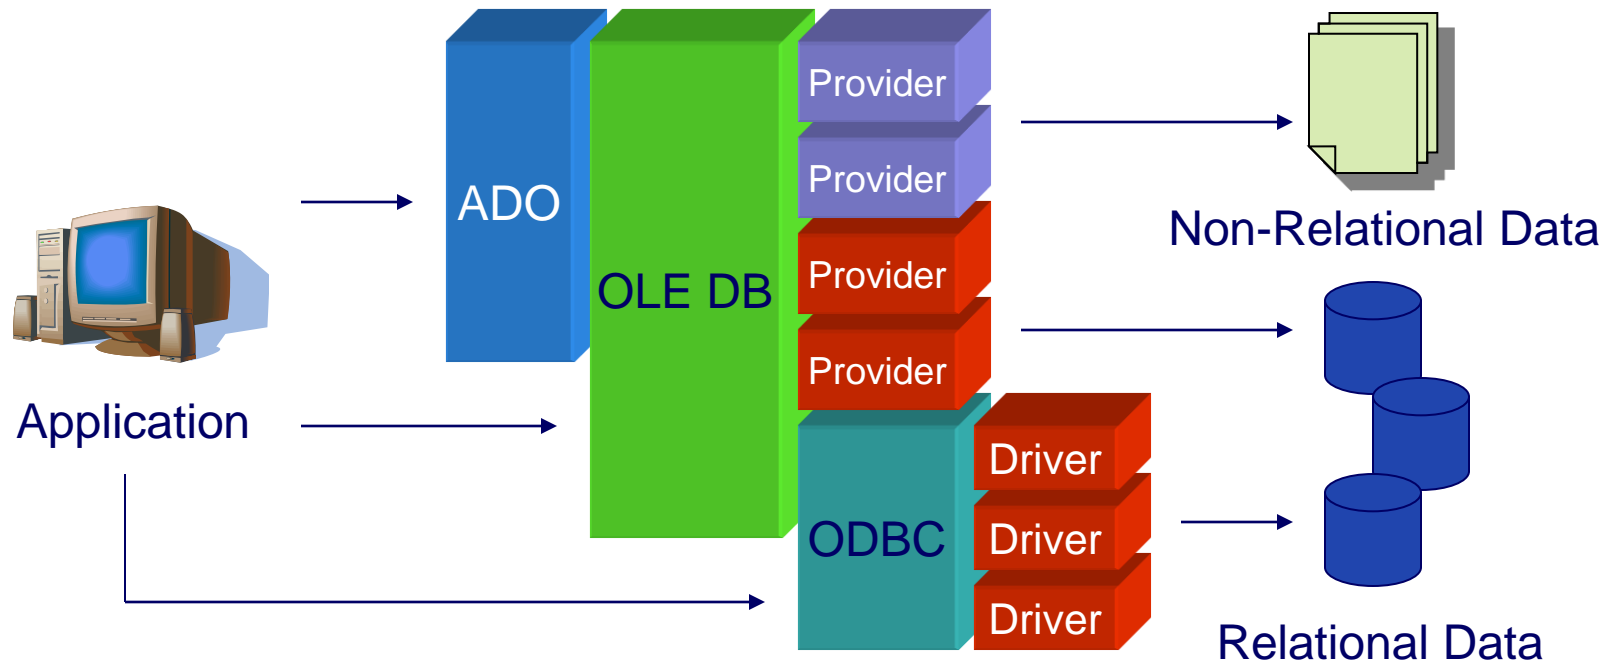 Provider
Provider
ADO
Non-Relational Data
Provider
OLE DB
Provider
Application
Driver
ODBC
Driver
Driver
Relational Data